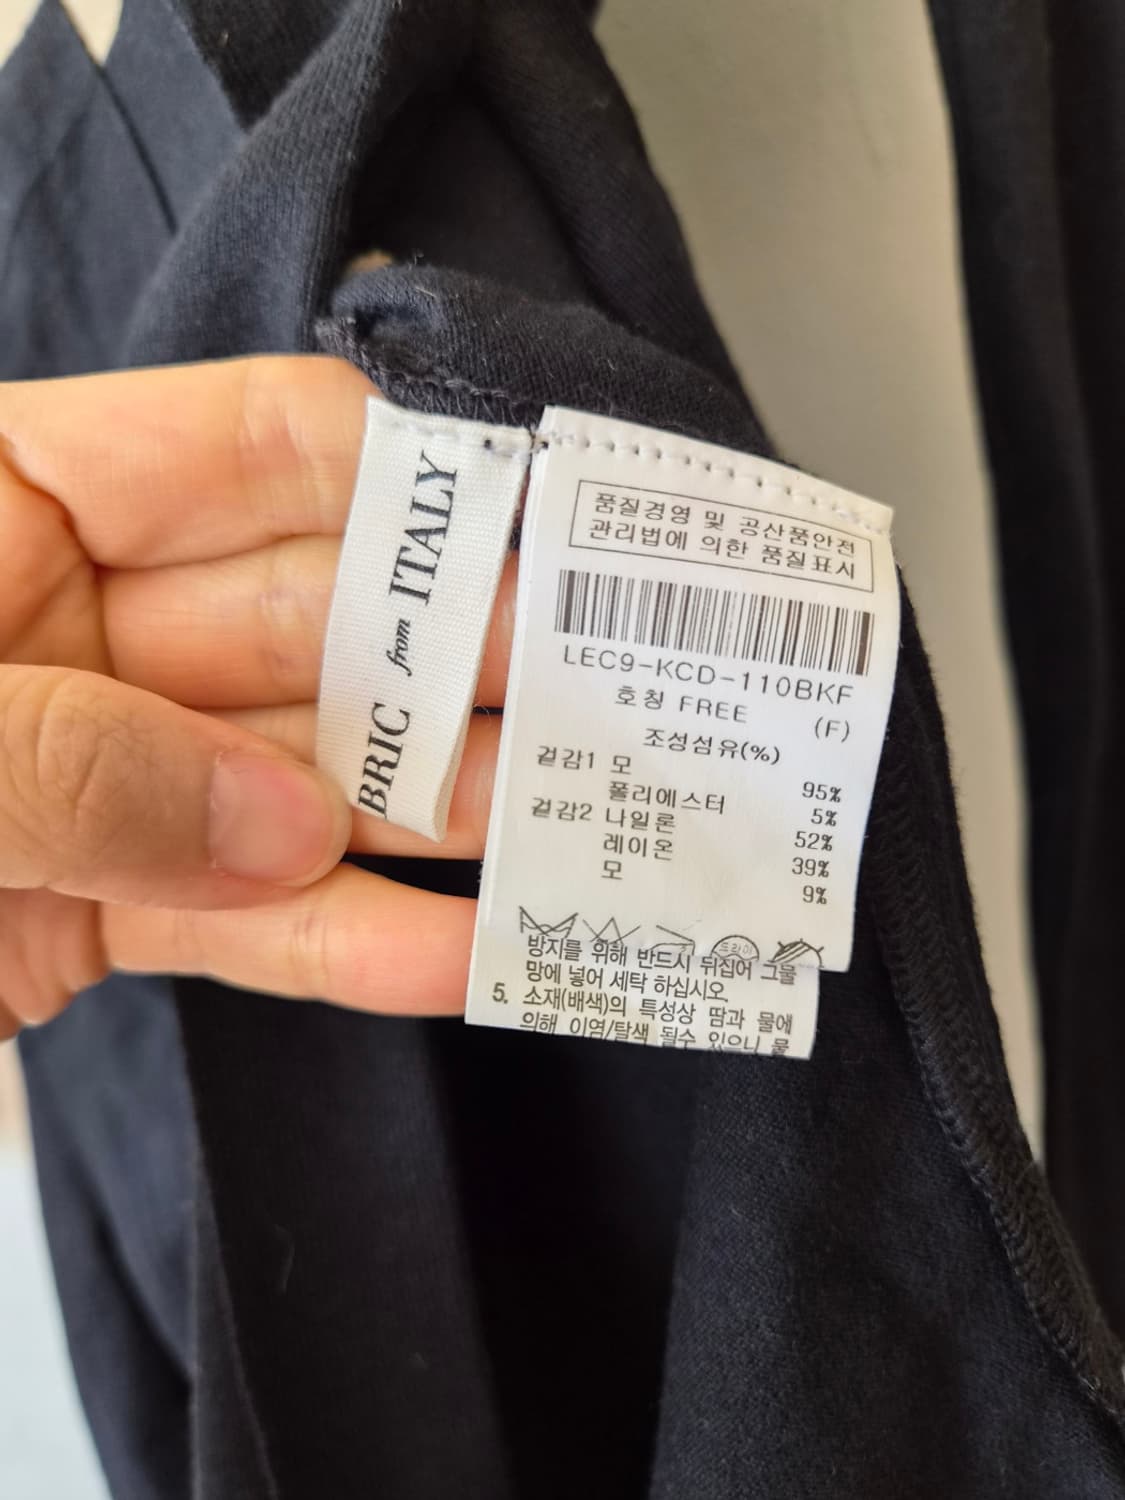 BRIC from ITALY
품질경영 및 공산품안전
관리법에 의한 품질표시
LEC9-KCD-110BKF
호칭 FREE (F)
조성섬유(%)
겉감1 모 95%
폴리에스터 5%
겉감2 나일론 52%
레이온 39%
모 9%
드라이
방지를 위해 반드시 뒤집어 그물
망에 넣어 세탁 하십시오.
5. 소재(배색)의 특성상 땀과 물에
의해 이염/탈색 될수 있으니 물